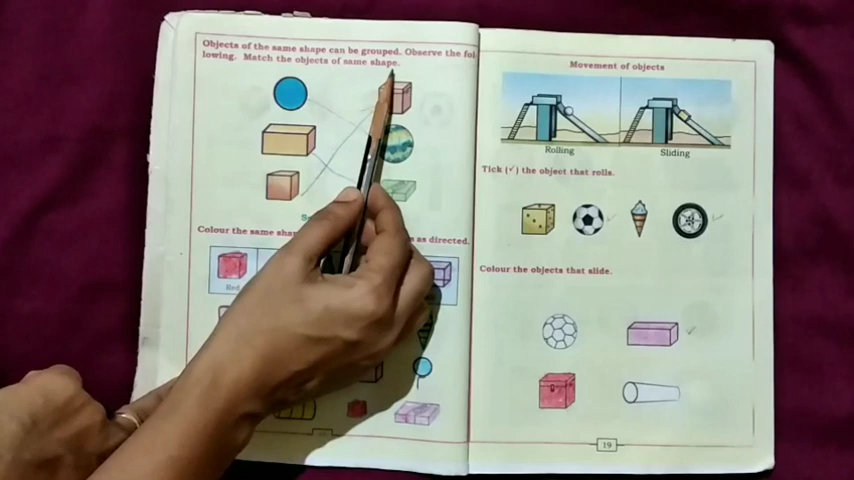 Objects of the same shape can be grouped. Observe the fol
lowing. Match the objects of same shape.
Colour the same
as directed.
Red
Movement of objects
Rolling
Sliding
Tick (✓) the object that rolls.
Colour the objects that slide.
19